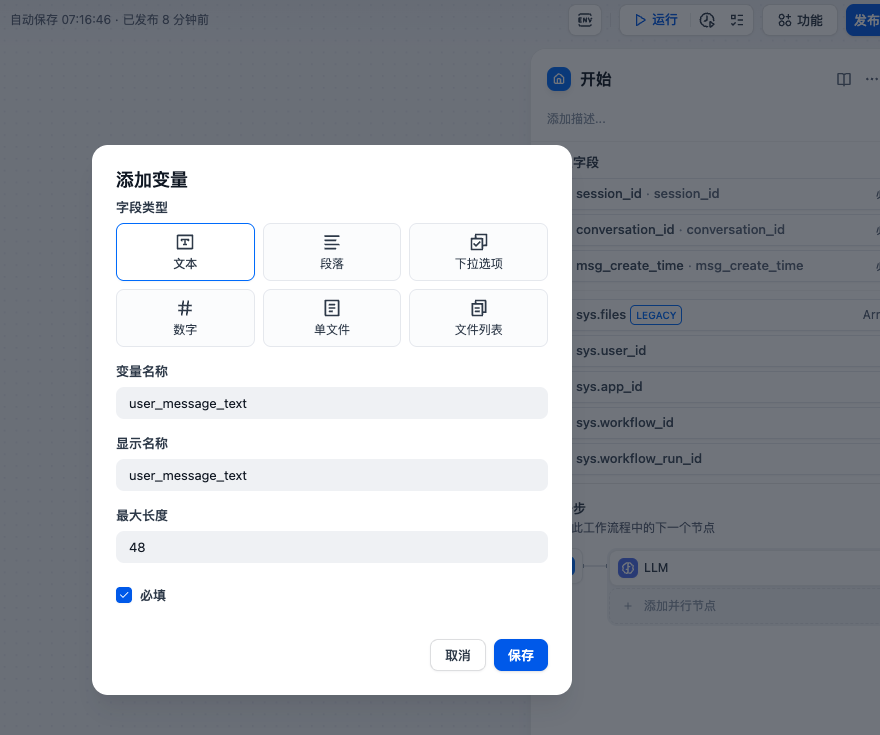 自动保存 07:16:46 · 已发布 8 分钟前
ENV
运行
功能
发布
开始
添加描述...
字段
session_id · session_id
conversation_id · conversation_id
msg_create_time · msg_create_time
sys.files LEGACY Arr
sys.user_id
sys.app_id
sys.workflow_id
sys.workflow_run_id
步
此工作流程中的下一个节点
LLM
+ 添加并行节点
添加变量
字段类型
文本 段落 下拉选项
数字 单文件 文件列表
变量名称
user_message_text
显示名称
user_message_text
最大长度
48
必填
取消 保存